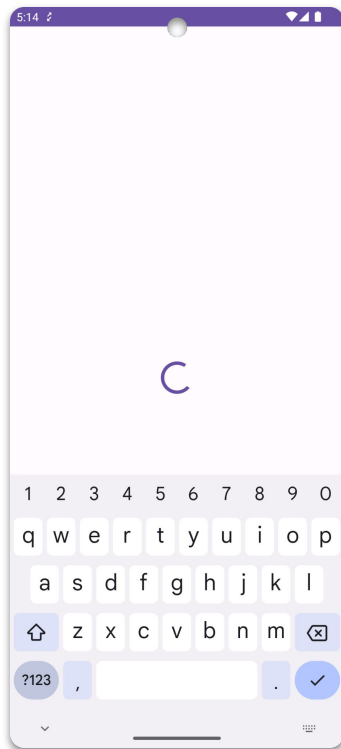 5:14
1 2 3 4 5 6 7 8 9 0
q w e r t y u i o p
a s d f g h j k l
z x c v b n m
?123 , .